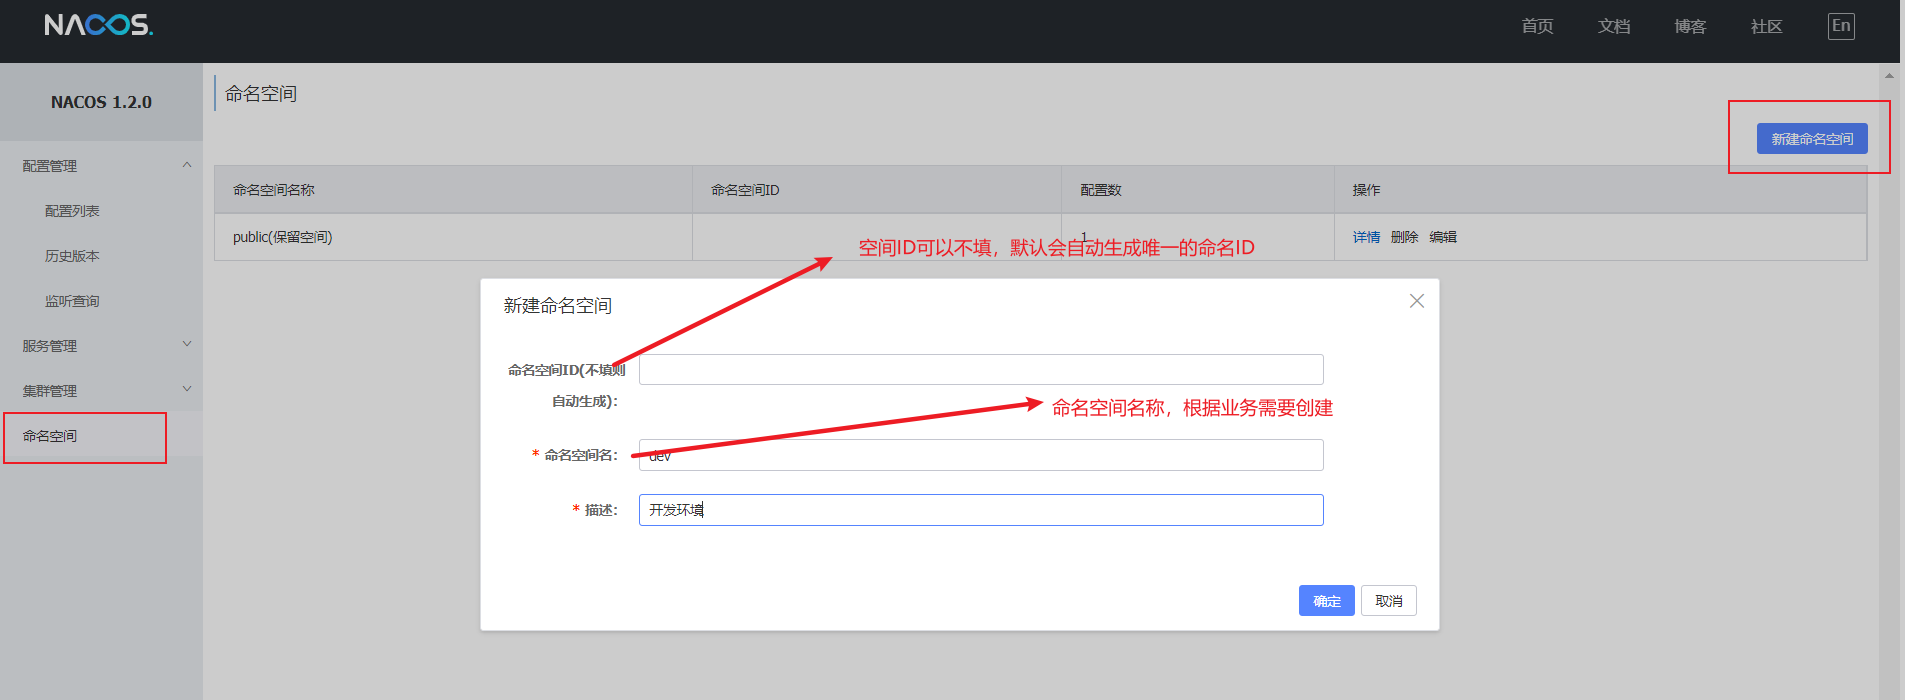 NACOS.
首页
文档
博客
社区
En
NACOS 1.2.0
配置管理
配置列表
历史版本
监听查询
服务管理
集群管理
命名空间
命名空间
新建命名空间
命名空间名称
命名空间ID
配置数
操作
public(保留空间)
1
详情 删除 编辑
空间ID可以不填，默认会自动生成唯一的命名ID
新建命名空间
命名空间ID(不填则
自动生成)：
命名空间名称，根据业务需要创建
* 命名空间名：
dev
* 描述：
开发环境
确定
取消